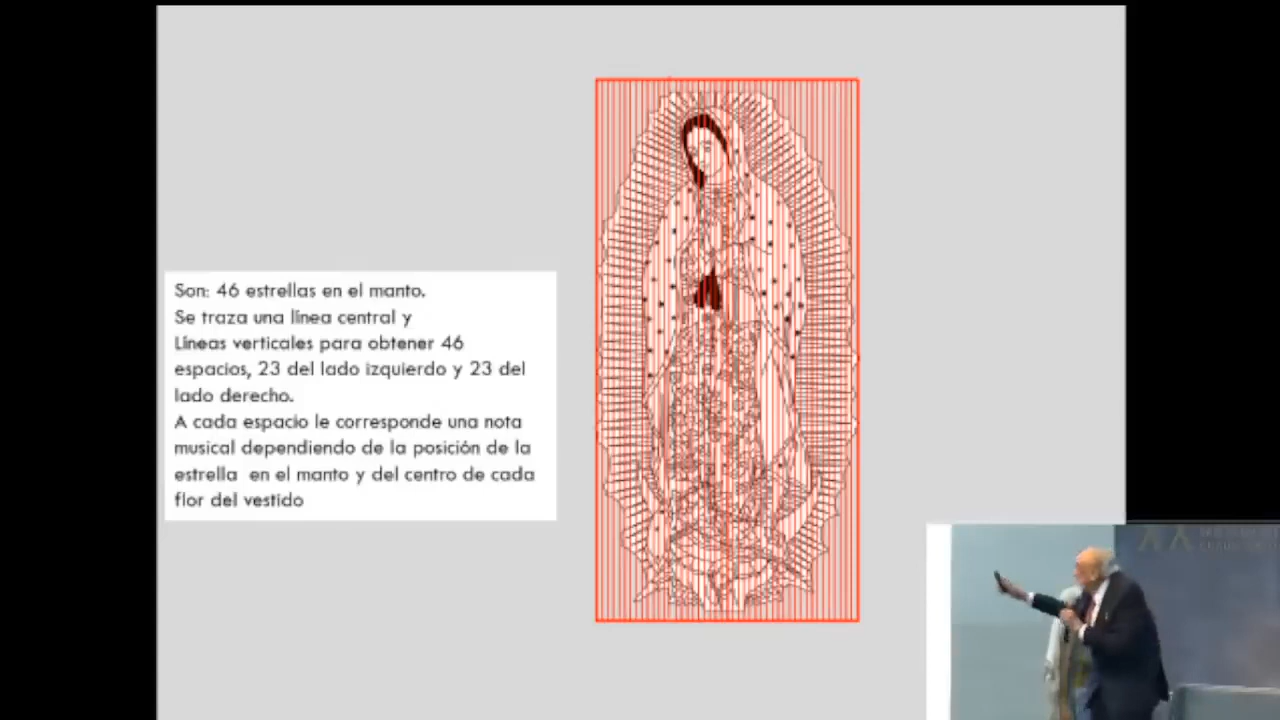 Son: 46 estrellas en el manto.
Se traza una línea central y
Líneas verticales para obtener 46
espacios, 23 del lado izquierdo y 23 del
lado derecho.
A cada espacio le corresponde una nota
musical dependiendo de la posición de la
estrella en el manto y del centro de cada
flor del vestido
XX